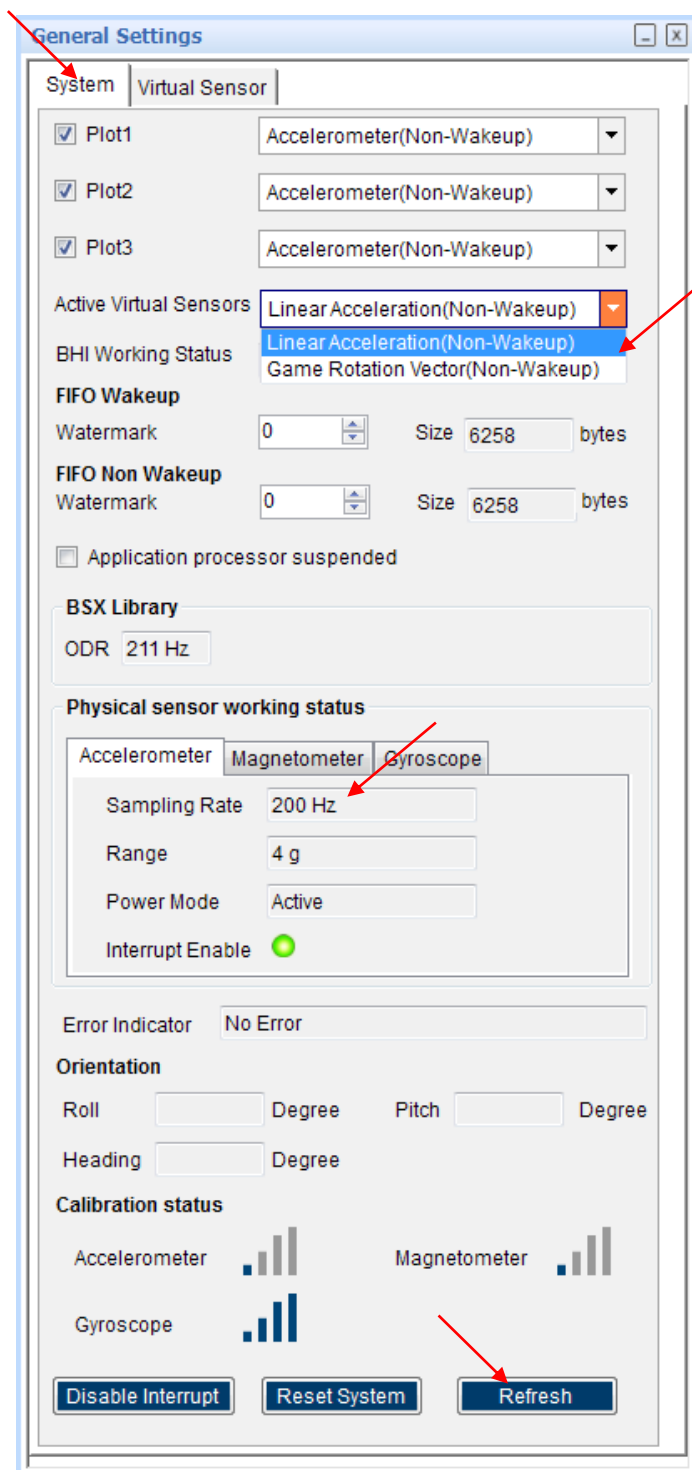 General Settings
System Virtual Sensor
Plot1 Accelerometer(Non-Wakeup)
Plot2 Accelerometer(Non-Wakeup)
Plot3 Accelerometer(Non-Wakeup)
Active Virtual Sensors Linear Acceleration(Non-Wakeup)
Linear Acceleration(Non-Wakeup)
BHI Working Status
Game Rotation Vector(Non-Wakeup)
FIFO Wakeup
Watermark 0 Size 6258 bytes
FIFO Non Wakeup
Watermark 0 Size 6258 bytes
Application processor suspended
BSX Library
ODR 211 Hz
Physical sensor working status
Accelerometer Magnetometer Gyroscope
Sampling Rate 200 Hz
Range 4 g
Power Mode Active
Interrupt Enable
Error Indicator No Error
Orientation
Roll Degree Pitch Degree
Heading Degree
Calibration status
Accelerometer Magnetometer
Gyroscope
Disable Interrupt Reset System Refresh